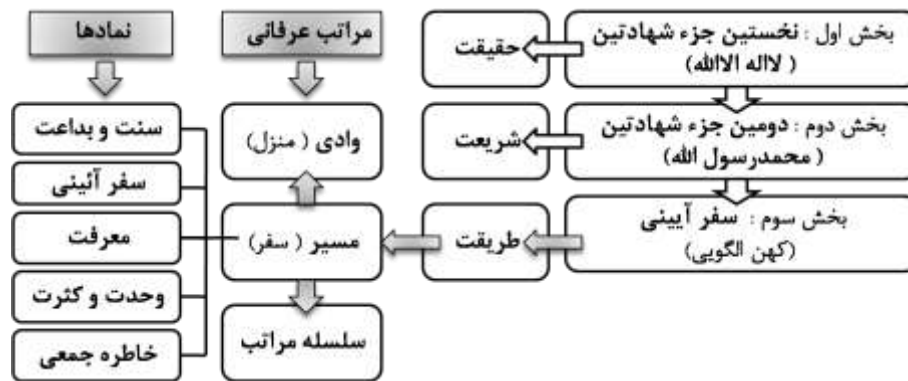 بخش اول : نخستین جزء شهادتین
( لااله الاالله)
حقیقت
مراتب عرفانی
نمادها
بخش دوم : دومین جزء شهادتین
( محمدرسول الله)
شریعت
وادی ( منزل)
سنت و بداعت
سفر آئینی
بخش سوم : سفر آیینی
(کهن الگویی)
طریقت
مسیر ( سفر)
معرفت
وحدت و کثرت
سلسله مراتب
خاطره جمعی